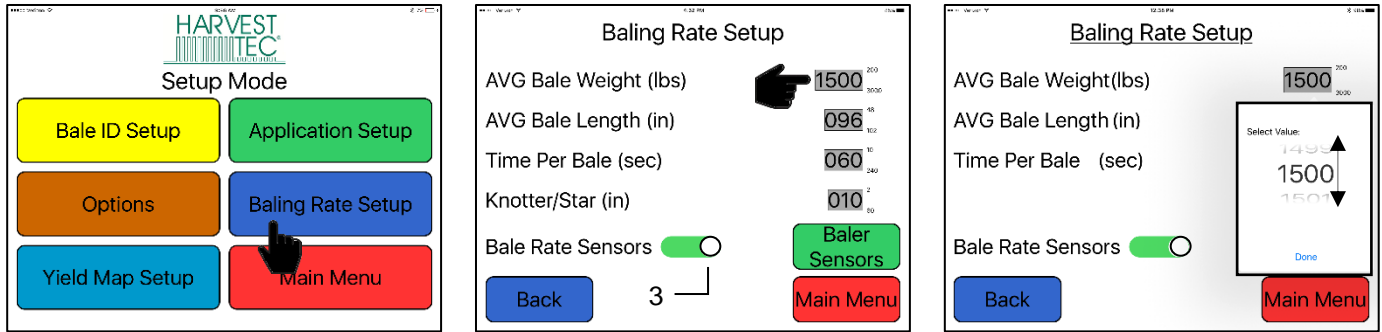 HARVEST
TEC
Setup Mode
Bale ID Setup
Application Setup
Options
Baling Rate Setup
Yield Map Setup
Main Menu
Baling Rate Setup
AVG Bale Weight (lbs)
1500
200
3000
AVG Bale Length (in)
096
48
102
Time Per Bale (sec)
060
10
240
Knotter/Star (in)
010
2
Bale Rate Sensors
Baler
Sensors
Back
3
Main Menu
12:35 PM
Baling Rate Setup
AVG Bale Weight(lbs)
1500
200
3000
AVG Bale Length (in)
Time Per Bale (sec)
Bale Rate Sensors
Select Value:
1499
1500
1501
Done
Back
Main Menu